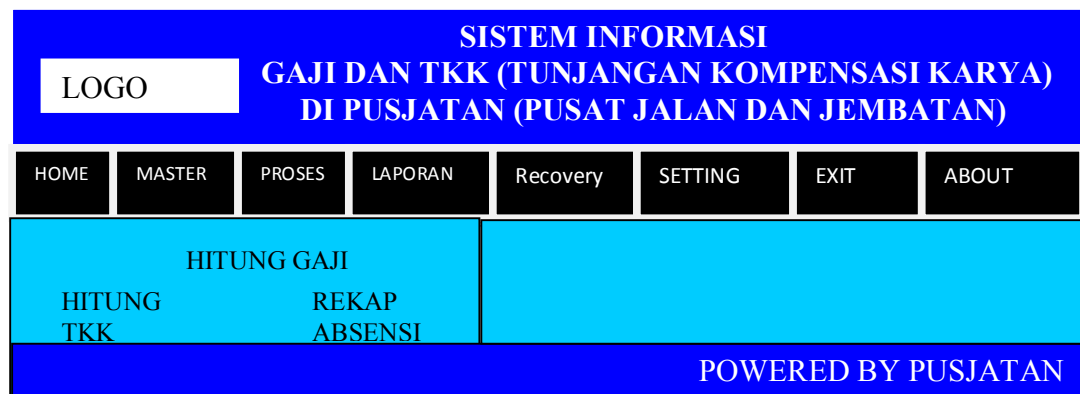 SISTEM INFORMASI
LOGO
GAJI DAN TKK (TUNJANGAN KOMPENSASI KARYA)
DI PUSJATAN (PUSAT JALAN DAN JEMBATAN)
HOME MASTER PROSES LAPORAN Recovery SETTING EXIT ABOUT
HITUNG GAJI
HITUNG REKAP
TKK ABSENSI
POWERED BY PUSJATAN